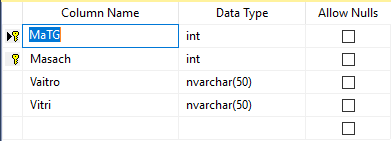 Column Name Data Type Allow Nulls
MaTG int
Masach int
Vaitro nvarchar(50)
Vitri nvarchar(50)